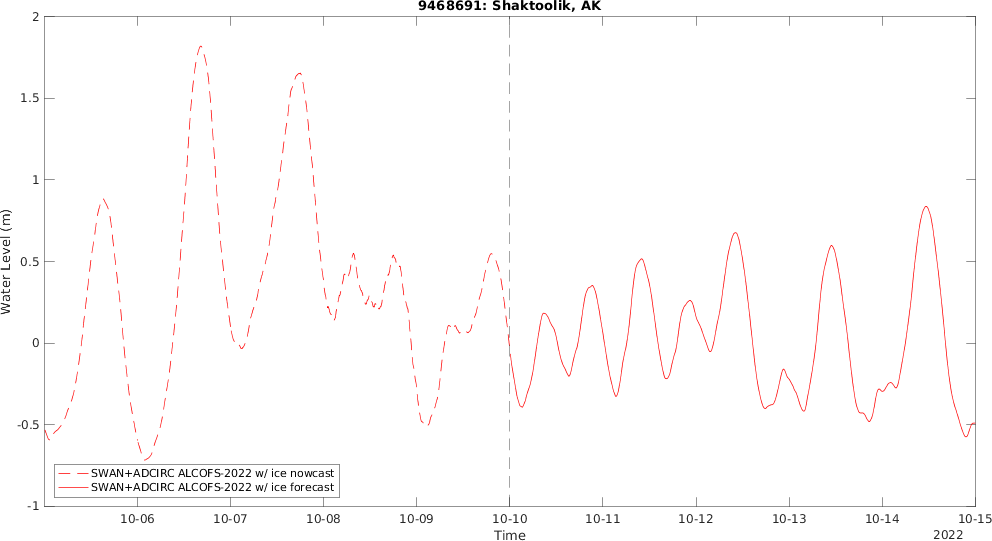 9468691: Shaktoolik, AK
2
1.5
1
0.5
0
-0.5
-1
Water Level (m)
SWAN+ADCIRC ALCOFS-2022 w/ ice nowcast
SWAN+ADCIRC ALCOFS-2022 w/ ice forecast
10-06 10-07 10-08 10-09 10-10 10-11 10-12 10-13 10-14 10-15
Time
2022